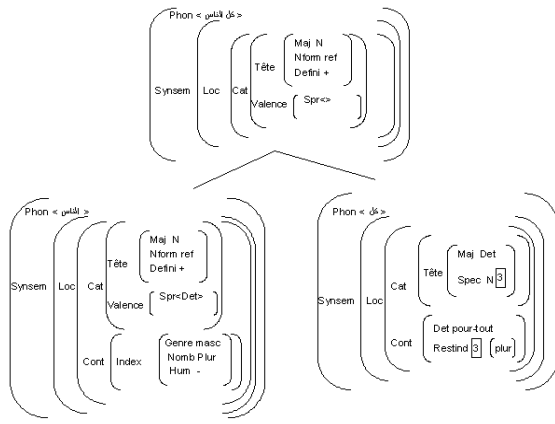 Phon < كل الناس >
Maj N
Nform ref
Defini +
Tête
Synsem Loc Cat
Valence Spr<>
Phon < الناس >
Maj N
Nform ref
Defini +
Tête
Synsem Loc Cat
Valence Spr<Det>
Genre masc
Cont Index Nomb Plur
Hum -
Phon < كل >
Maj Det
Tête
Cat Spec N 3
Synsem Loc
Det pour-tout
Cont Restind 3 (plur)